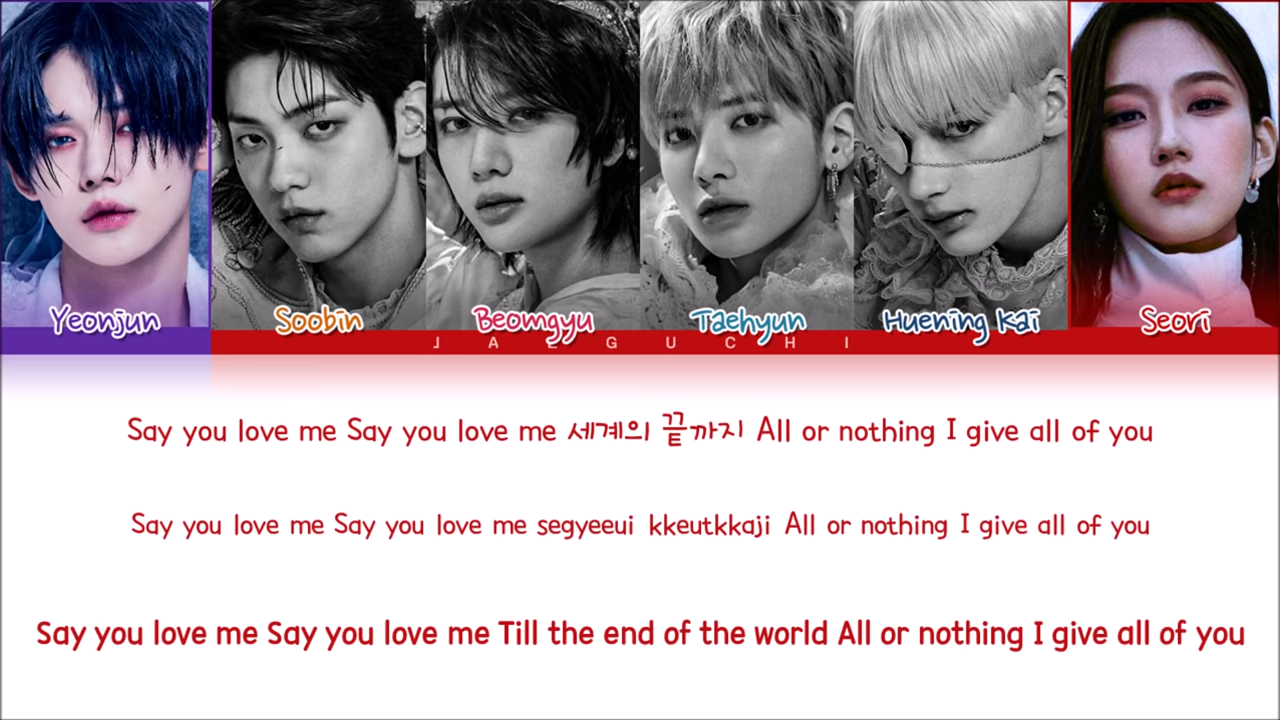 Yeonjun Soobin Beomgyu Taehyun Huening Kai Seori
JAEGUCHI
Say you love me Say you love me 세계의 끝까지 All or nothing I give all of you
Say you love me Say you love me segyeeui kkeutkkaji All or nothing I give all of you
Say you love me Say you love me Till the end of the world All or nothing I give all of you